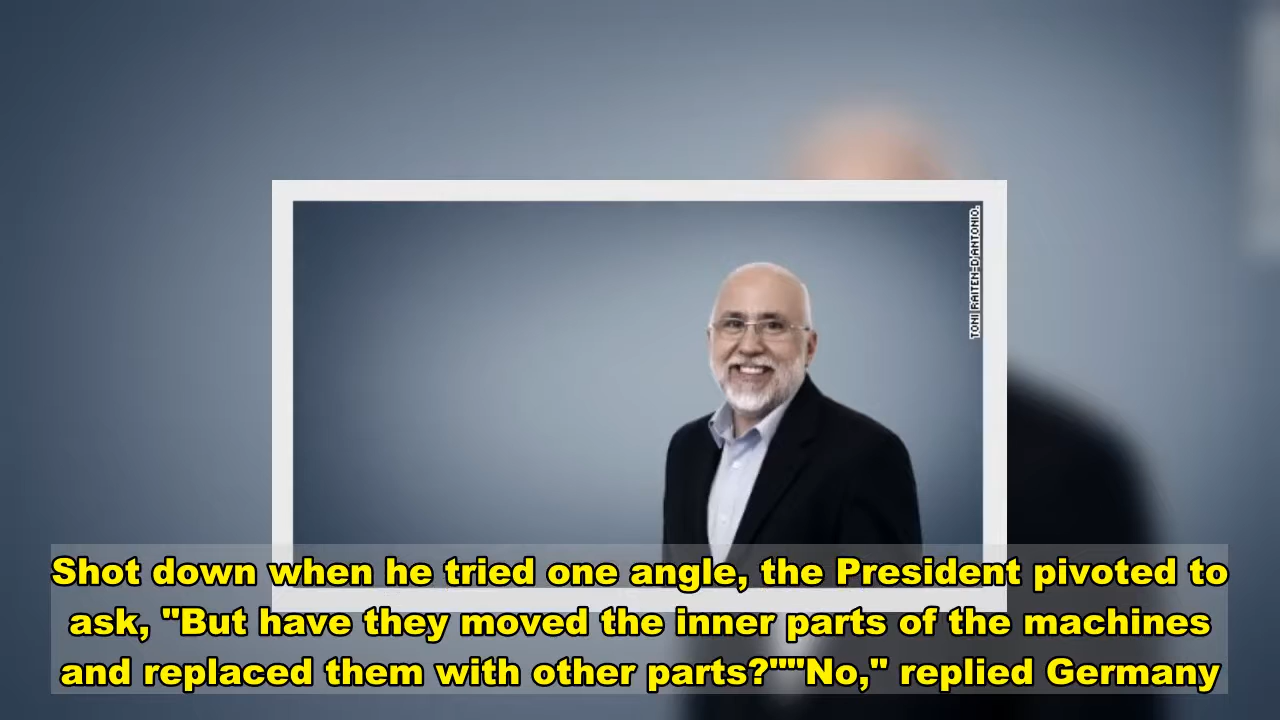 TONI RAITEN-D'ANTONIO.
Shot down when he tried one angle, the President pivoted to
ask, "But have they moved the inner parts of the machines
and replaced them with other parts?""No," replied Germany